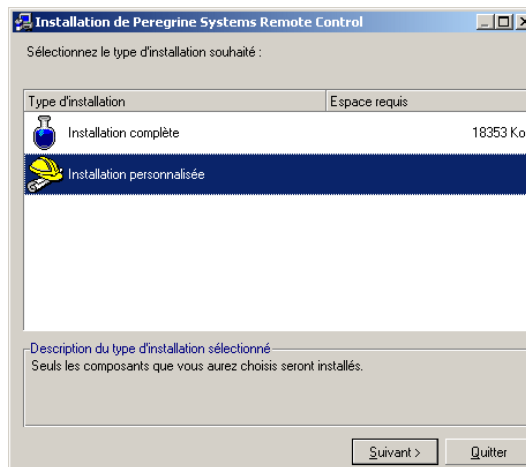 Installation de Peregrine Systems Remote Control
Sélectionnez le type d'installation souhaité :
Type d'installation Espace requis
Installation complète 18353 Ko
Installation personnalisée
Description du type d'installation sélectionné
Seuls les composants que vous aurez choisis seront installés.
Suivant > Quitter